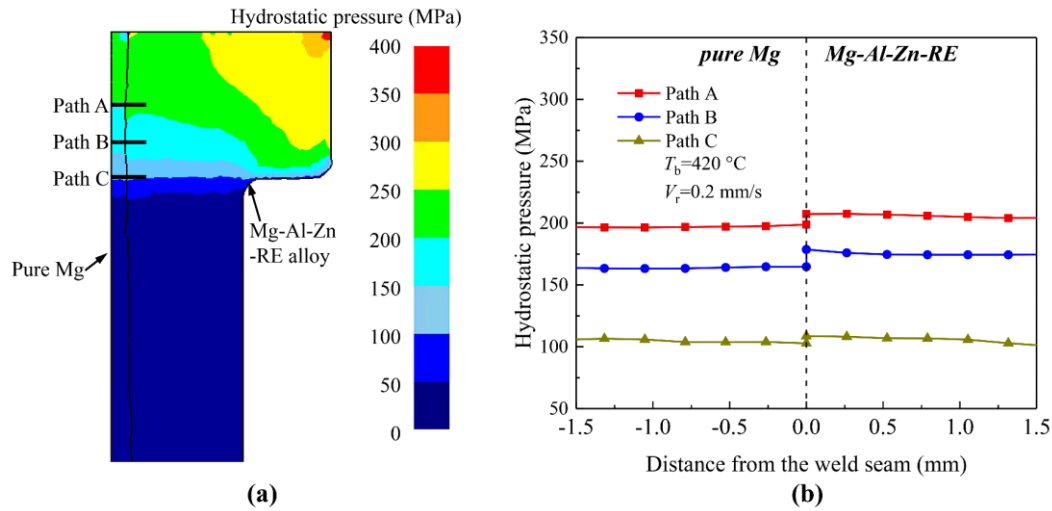 Hydrostatic pressure (MPa)
400
350
300
250
200
150
100
50
0
Path A
Path B
Path C
Pure Mg
Mg-Al-Zn
-RE alloy
(a)
Hydrostatic pressure (MPa)
350
300
250
200
150
100
50
pure Mg
Mg-Al-Zn-RE
Path A
Path B
Path C
T_b=420 °C
V_r=0.2 mm/s
-1.5 -1.0 -0.5 0.0 0.5 1.0 1.5
Distance from the weld seam (mm)
(b)